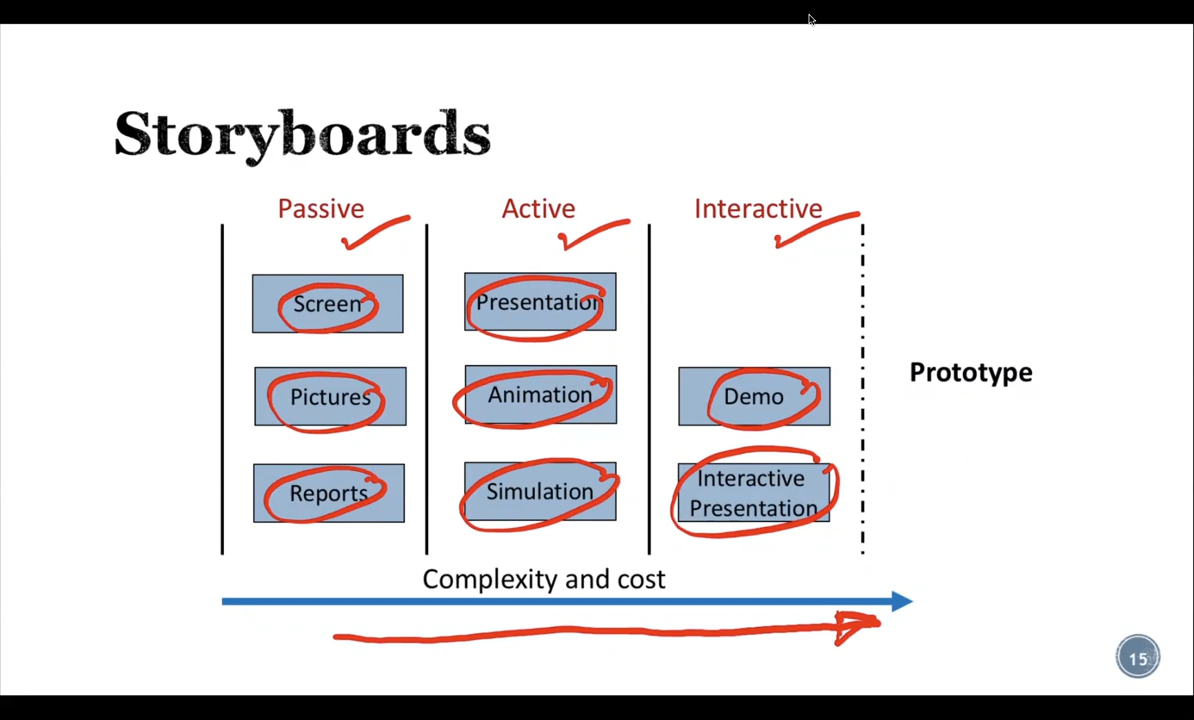 Storyboards
Passive
Active
Interactive
Screen
Presentation
Pictures
Animation
Demo
Prototype
Reports
Simulation
Interactive
Presentation
Complexity and cost
15